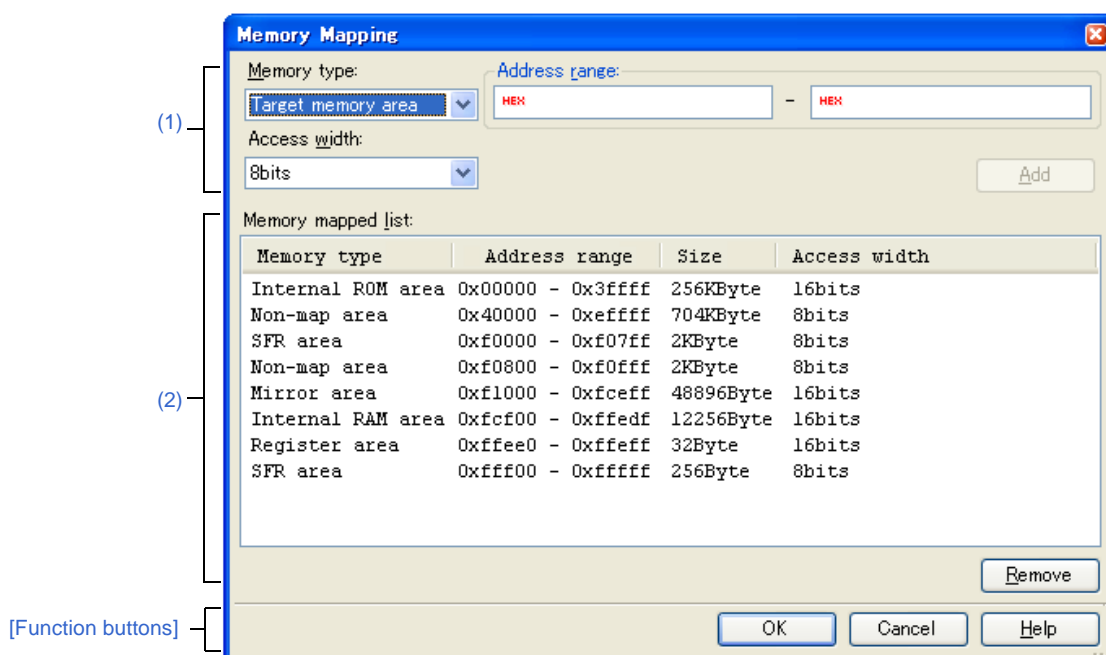 Memory Mapping
Memory type:
Address range:
Target memory area
HEX - HEX
(1)
Access width:
8bits
Add
Memory mapped list:
Memory type Address range Size Access width
Internal ROM area 0x00000 - 0x3ffff 256KByte 16bits
Non-map area 0x40000 - 0xeffff 704KByte 8bits
SFR area 0xf0000 - 0xf07ff 2KByte 8bits
Non-map area 0xf0800 - 0xf0fff 2KByte 8bits
Mirror area 0xf1000 - 0xfceff 48896Byte 16bits
(2)
Internal RAM area 0xfcf00 - 0xffedf 12256Byte 16bits
Register area 0xffee0 - 0xffeff 32Byte 16bits
SFR area 0xfff00 - 0xfffff 256Byte 8bits
Remove
[Function buttons]
OK Cancel Help